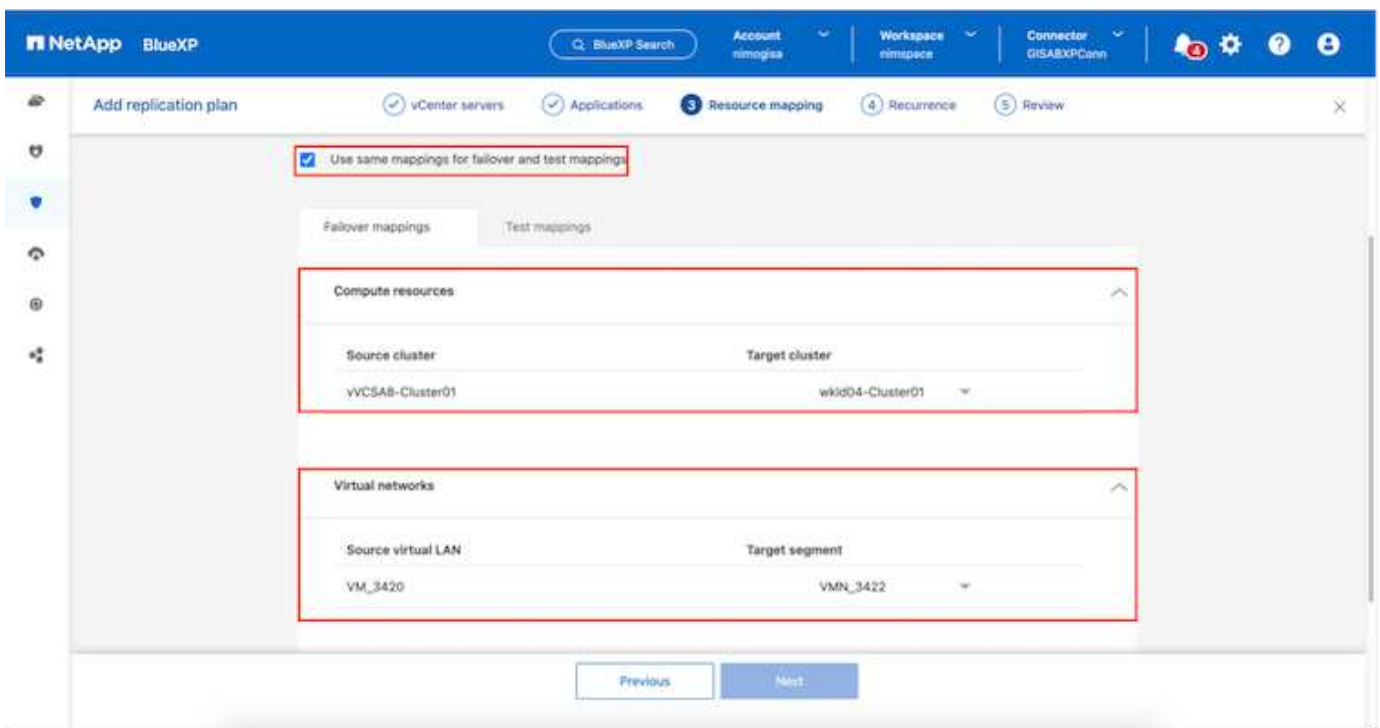 NetApp BlueXP BlueXP Search Account Workspace Connector 4
nimogisa nimspace GISABXPConn
Add replication plan vCenter servers Applications 3 Resource mapping 4 Recurrence 5 Review
Use same mappings for failover and test mappings
Failover mappings Test mappings
Compute resources
Source cluster Target cluster
vVCSA8-Cluster01 wkld04-Cluster01
Virtual networks
Source virtual LAN Target segment
VM_3420 VMN_3422
Previous Next